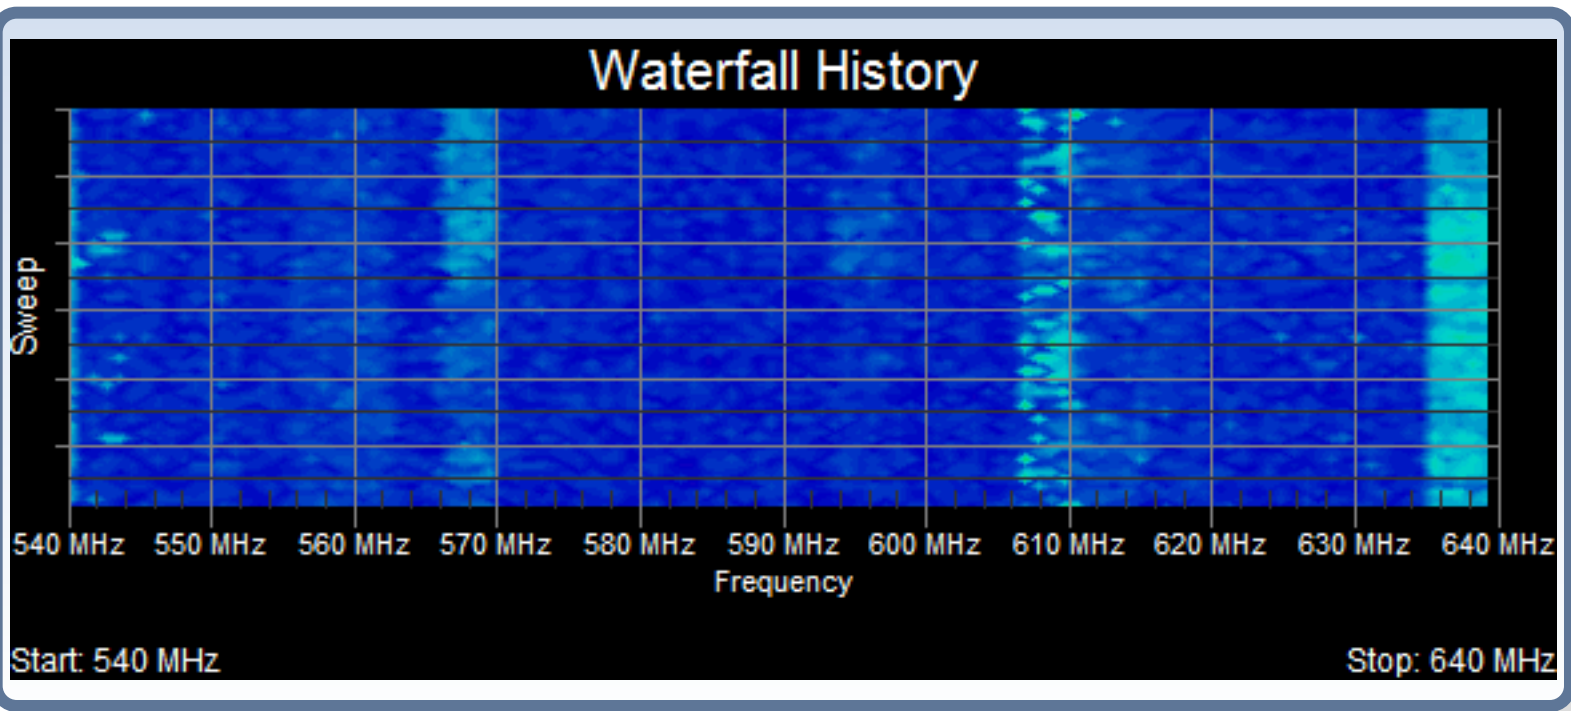 Waterfall History
Sweep
540 MHz 550 MHz 560 MHz 570 MHz 580 MHz 590 MHz 600 MHz 610 MHz 620 MHz 630 MHz 640 MHz
Frequency
Start: 540 MHz Stop: 640 MHz